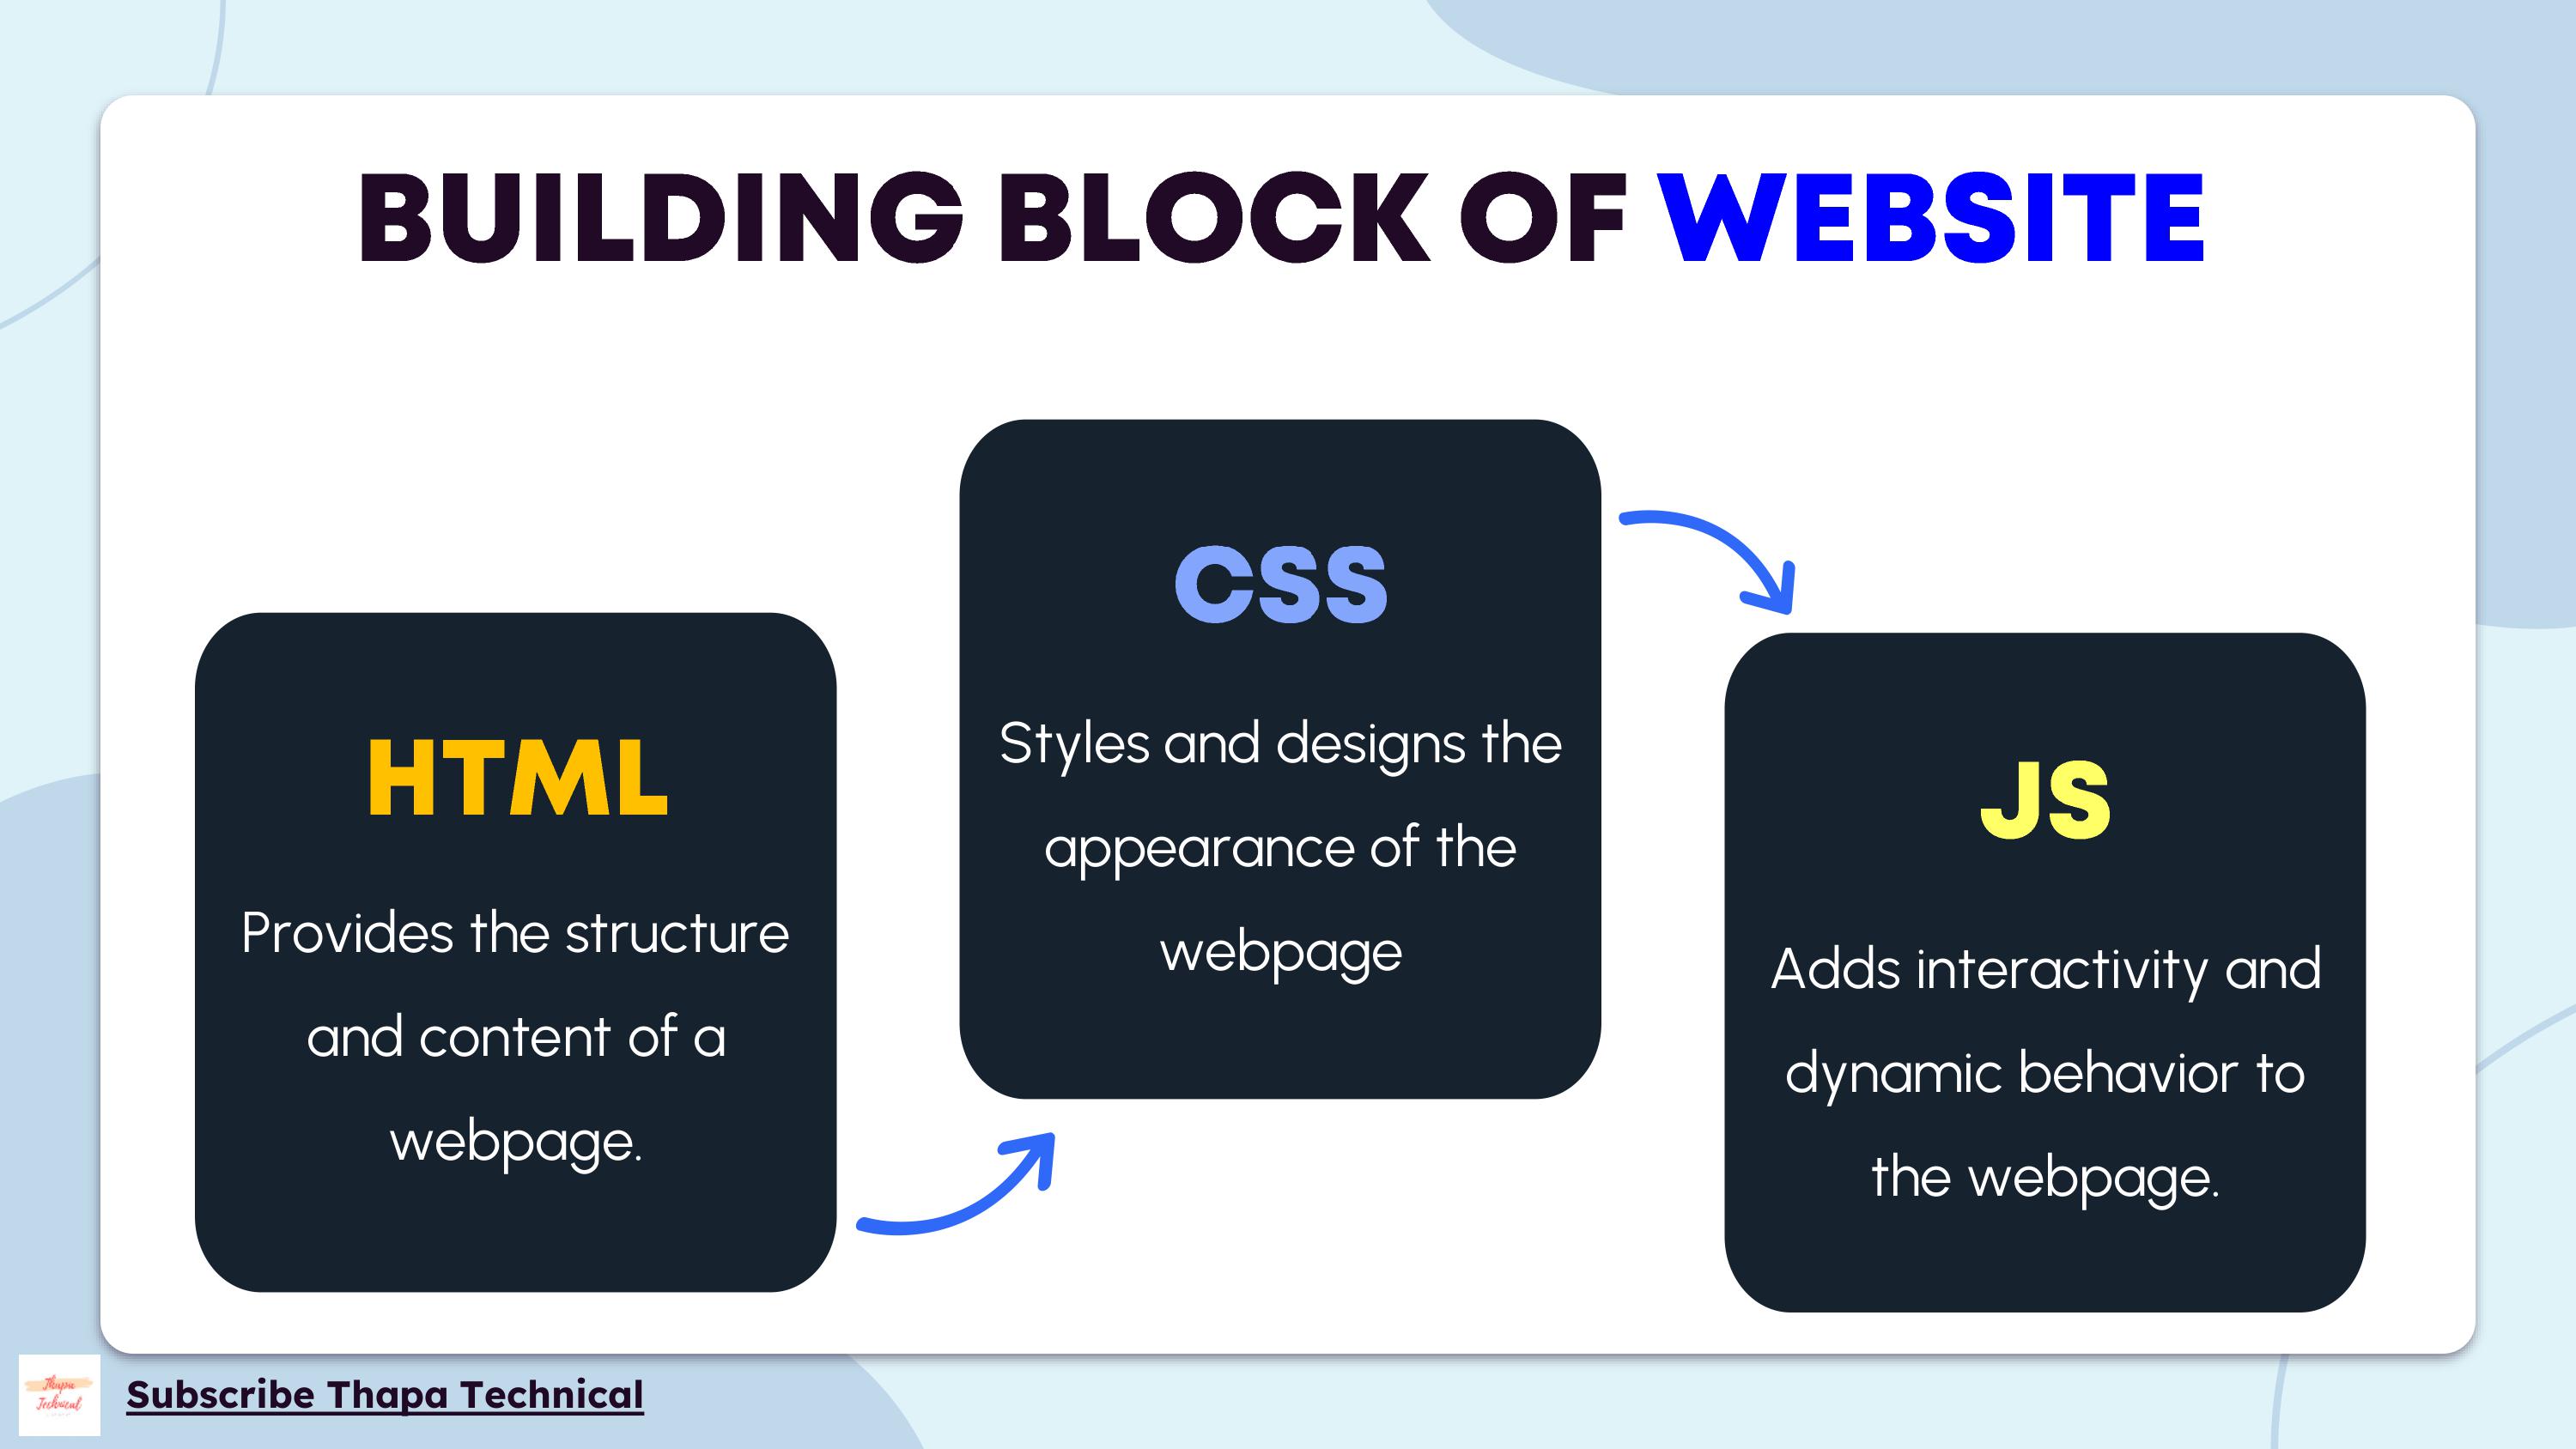 BUILDING BLOCK OF WEBSITE
HTML
Provides the structure
and content of a
webpage.
CSS
Styles and designs the
appearance of the
webpage
JS
Adds interactivity and
dynamic behavior to
the webpage.
Thapa
Technical
Subscribe Thapa Technical